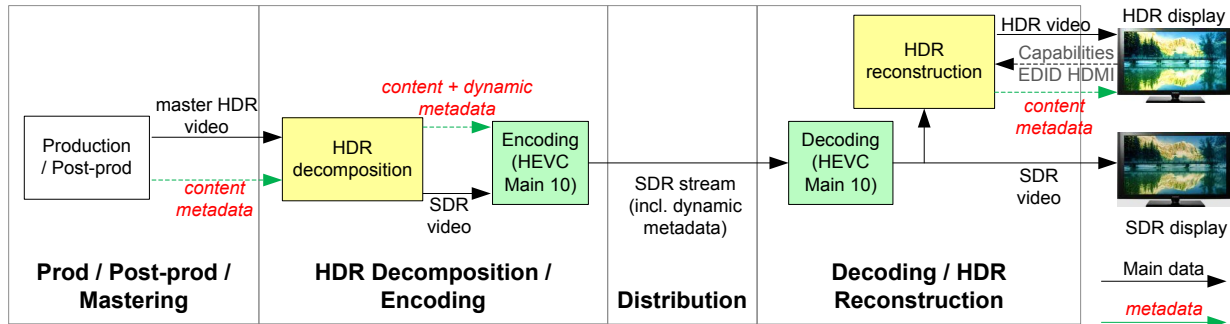 master HDR
video
Production
/ Post-prod
content
metadata
Prod / Post-prod /
Mastering
HDR
decomposition
content + dynamic
metadata
SDR
video
Encoding
(HEVC
Main 10)
HDR Decomposition /
Encoding
SDR stream
(incl. dynamic
metadata)
Distribution
Decoding
(HEVC
Main 10)
HDR
reconstruction
HDR video
Capabilities
EDID HDMI
content
metadata
SDR
video
Decoding / HDR
Reconstruction
HDR display
SDR display
Main data
metadata